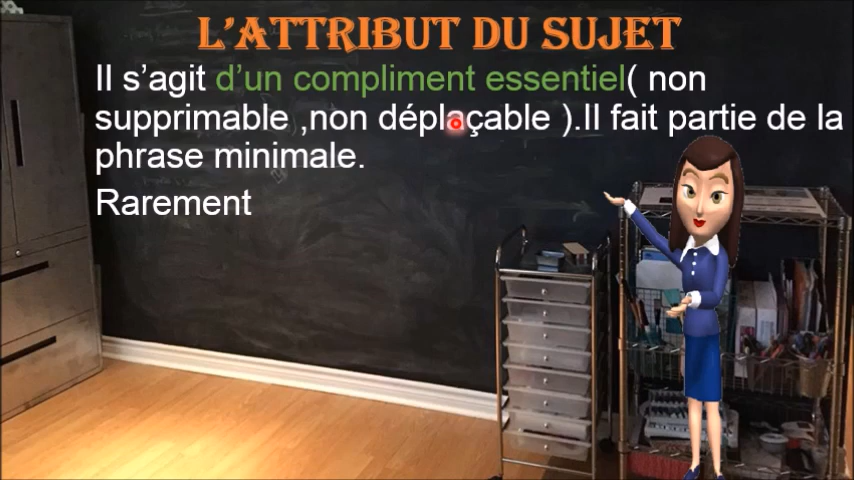 L'ATTRIBUT DU SUJET
Il s'agit d'un compliment essentiel( non
supprimable ,non déplaçable ).Il fait partie de la
phrase minimale.
Rarement